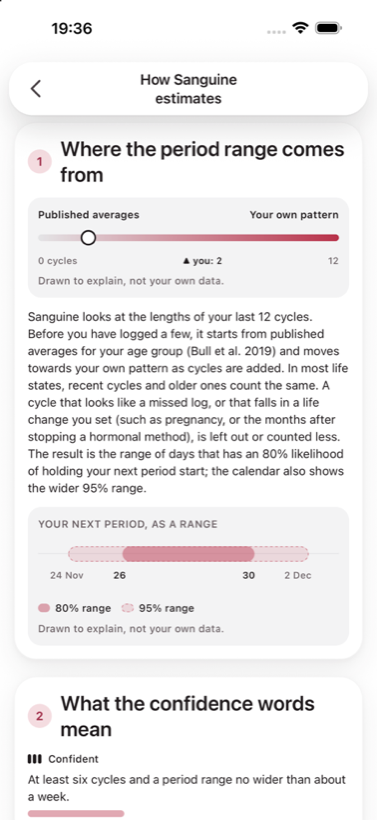 19:36
How Sanguine
estimates
1
Where the period range comes
from
Published averages
Your own pattern
0 cycles
▲ you: 2
12
Drawn to explain, not your own data.
Sanguine looks at the lengths of your last 12 cycles.
Before you have logged a few, it starts from published
averages for your age group (Bull et al. 2019) and moves
towards your own pattern as cycles are added. In most life
states, recent cycles and older ones count the same. A
cycle that looks like a missed log, or that falls in a life
change you set (such as pregnancy, or the months after
stopping a hormonal method), is left out or counted less.
The result is the range of days that has an 80% likelihood
of holding your next period start; the calendar also shows
the wider 95% range.
YOUR NEXT PERIOD, AS A RANGE
24 Nov
26
30
2 Dec
80% range
95% range
Drawn to explain, not your own data.
2
What the confidence words
mean
Confident
At least six cycles and a period range no wider than about
a week.